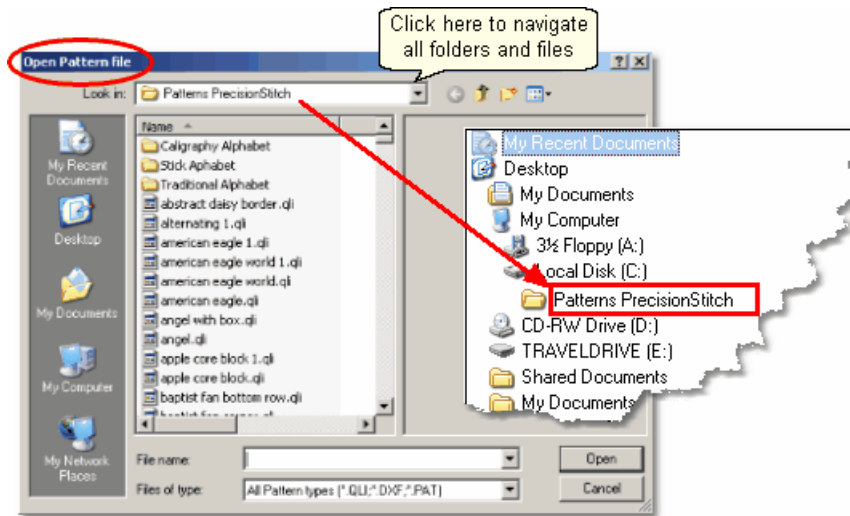 Click here to navigate
all folders and files
Open Pattern file
Look in:
Patterns PrecisionStitch
My Recent
Documents
Desktop
My Documents
My Computer
My Network
Places
Name
Caligraphy Alphabet
Stick Aphabet
Traditional Alphabet
abstract daisy border.qli
alternating 1.qli
american eagle 1.qli
american eagle world 1.qli
american eagle world.qli
american eagle.qli
angel with box.qli
angel.qli
apple core block 1.qli
apple core block.qli
baptist fan bottom row.qli
My Recent Documents
Desktop
My Documents
My Computer
3½ Floppy (A:)
Local Disk (C:)
Patterns PrecisionStitch
CD-RW Drive (D:)
TRAVELDRIVE (E:)
Shared Documents
My Documents
File name:
Open
Files of type:
All Pattern types (*.QLI;*.DXF;*.PAT)
Cancel